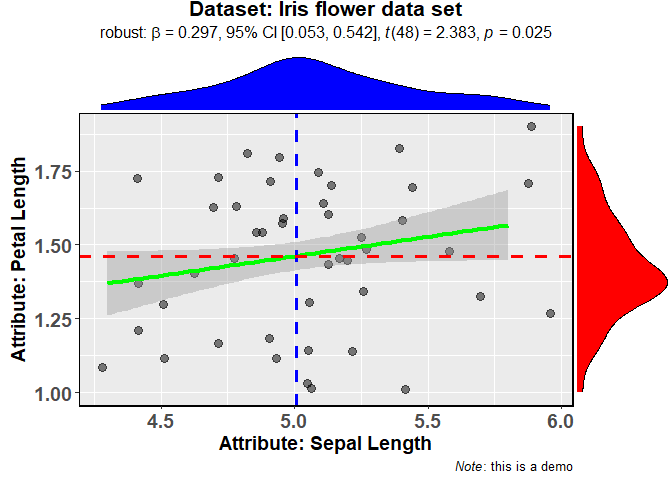 Dataset: Iris flower data set
robust: β = 0.297, 95% CI [0.053, 0.542], t(48) = 2.383, p = 0.025
Attribute: Petal Length
1.75
1.50
1.25
1.00
4.5 5.0 5.5 6.0
Attribute: Sepal Length
Note: this is a demo